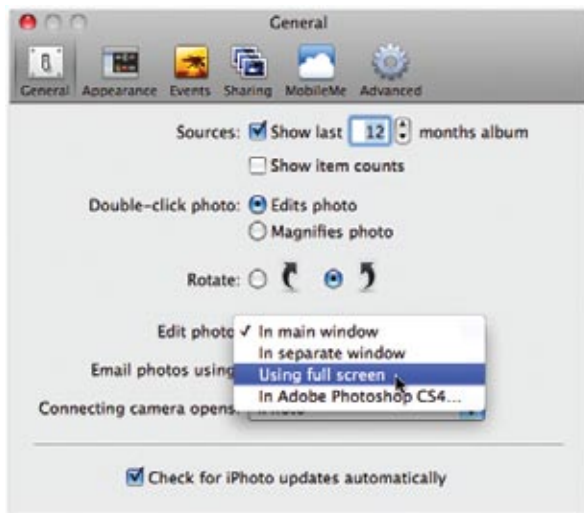 General
General Appearance Events Sharing MobileMe Advanced
Sources: Show last 12 months album
Show item counts
Double-click photo: Edits photo
Magnifies photo
Rotate:
Edit photo ✓ In main window
In separate window
Email photos using Using full screen
In Adobe Photoshop CS4...
Connecting camera opens:
Check for iPhoto updates automatically